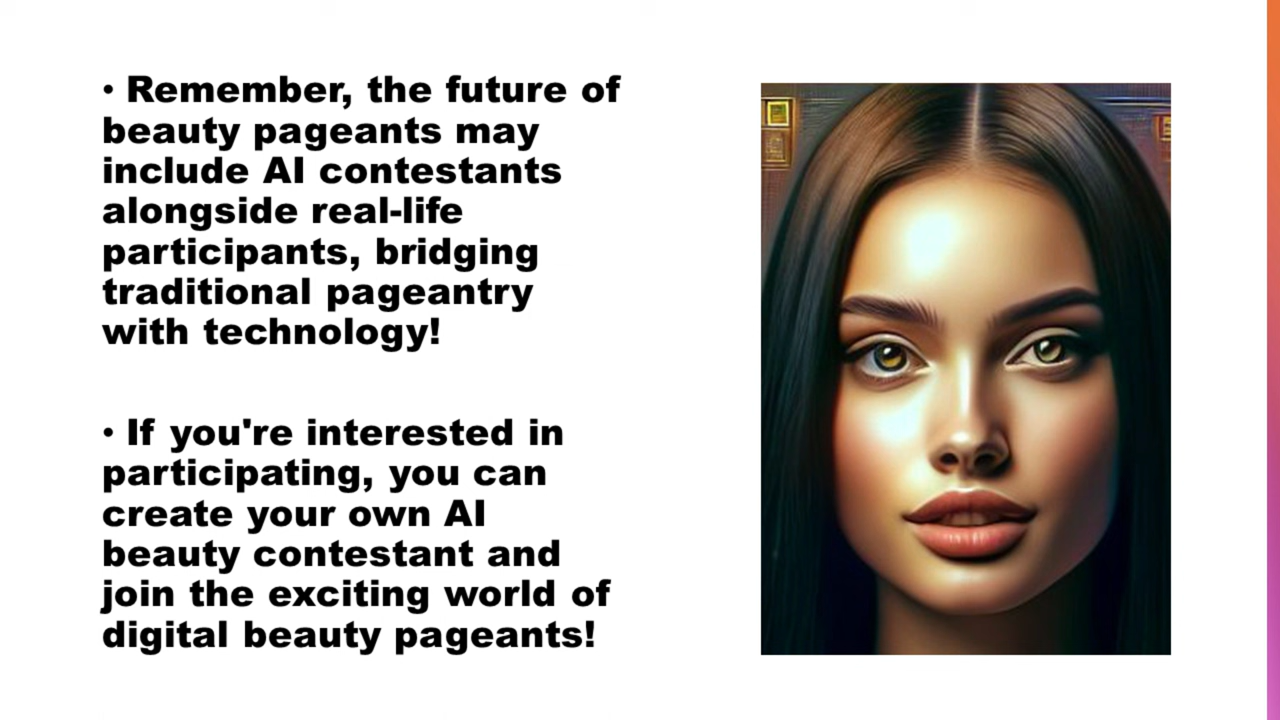 • Remember, the future of
beauty pageants may
include AI contestants
alongside real-life
participants, bridging
traditional pageantry
with technology!
• If you're interested in
participating, you can
create your own AI
beauty contestant and
join the exciting world of
digital beauty pageants!